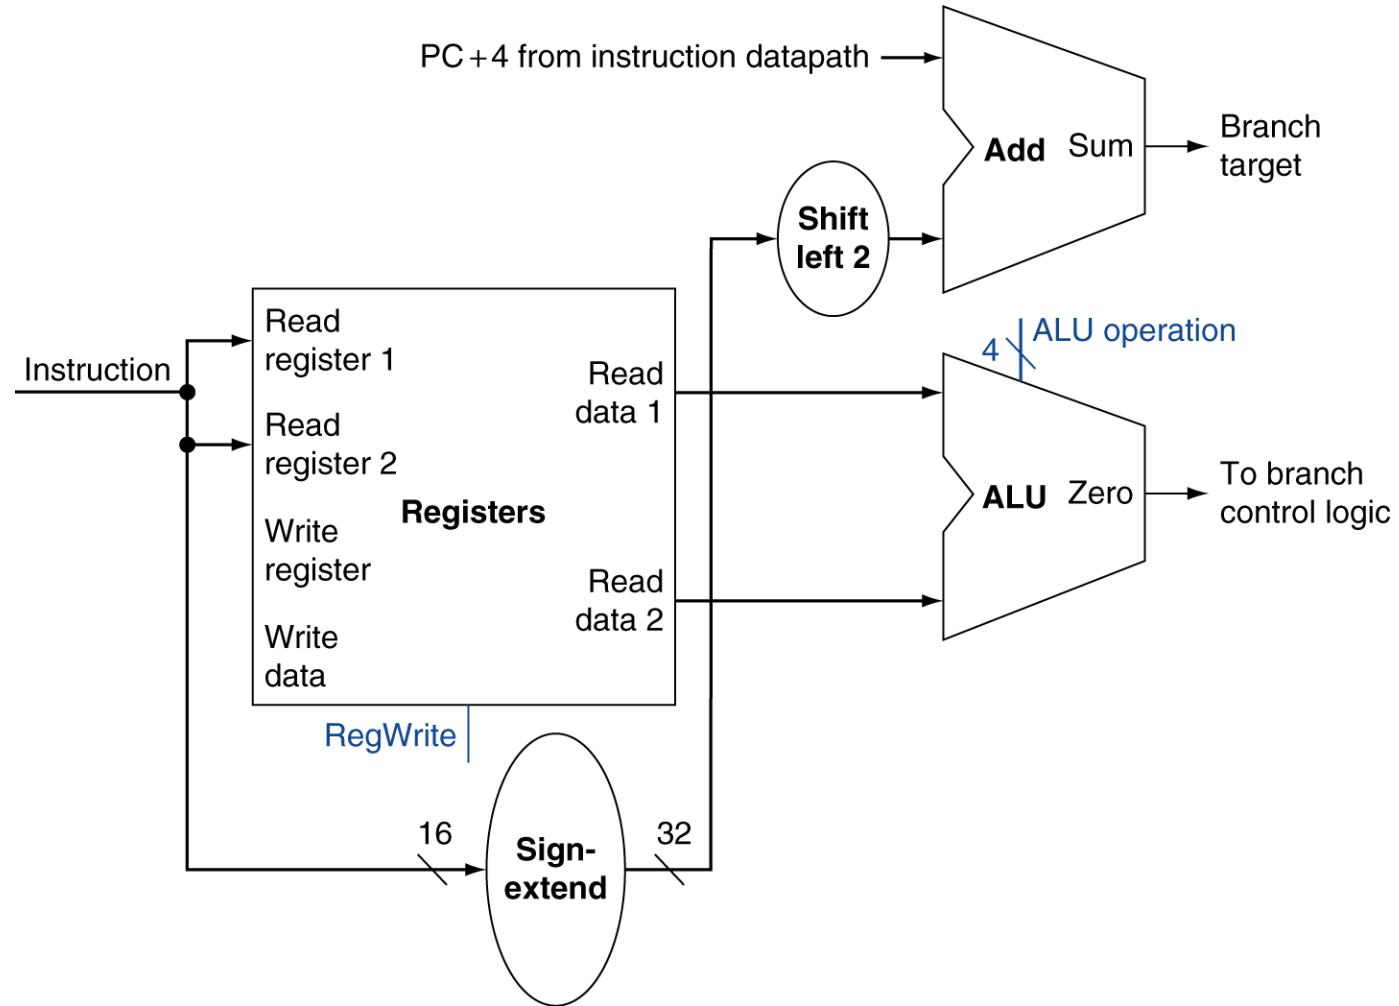 PC+4 from instruction datapath
Add Sum
Branch
target
Shift
left 2
Instruction
Read
register 1
Read
register 2
Write
register
Write
data
Registers
Read
data 1
Read
data 2
RegWrite
4
ALU operation
ALU Zero
To branch
control logic
16
Sign-
extend
32